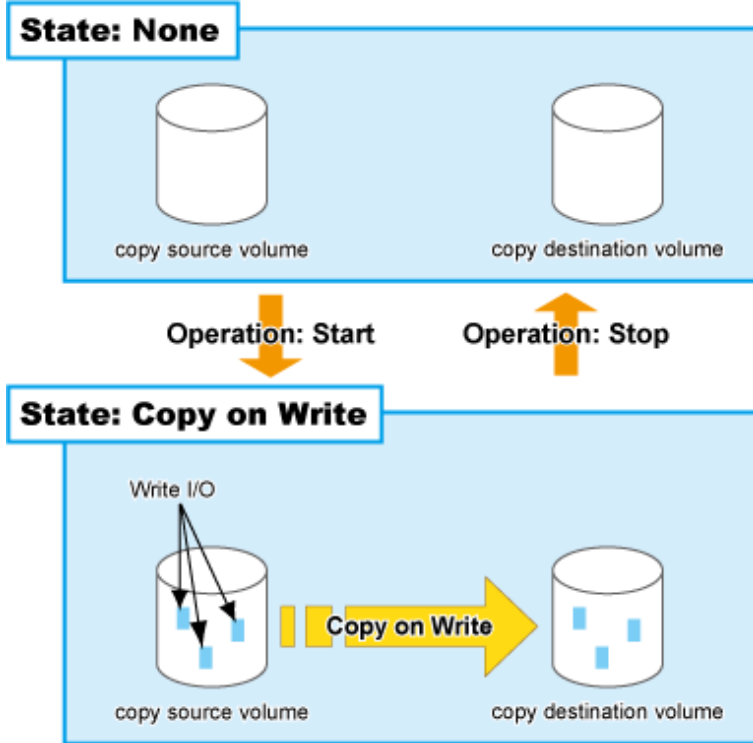 State: None
copy source volume
copy destination volume
Operation: Start
Operation: Stop
State: Copy on Write
Write I/O
Copy on Write
copy source volume
copy destination volume